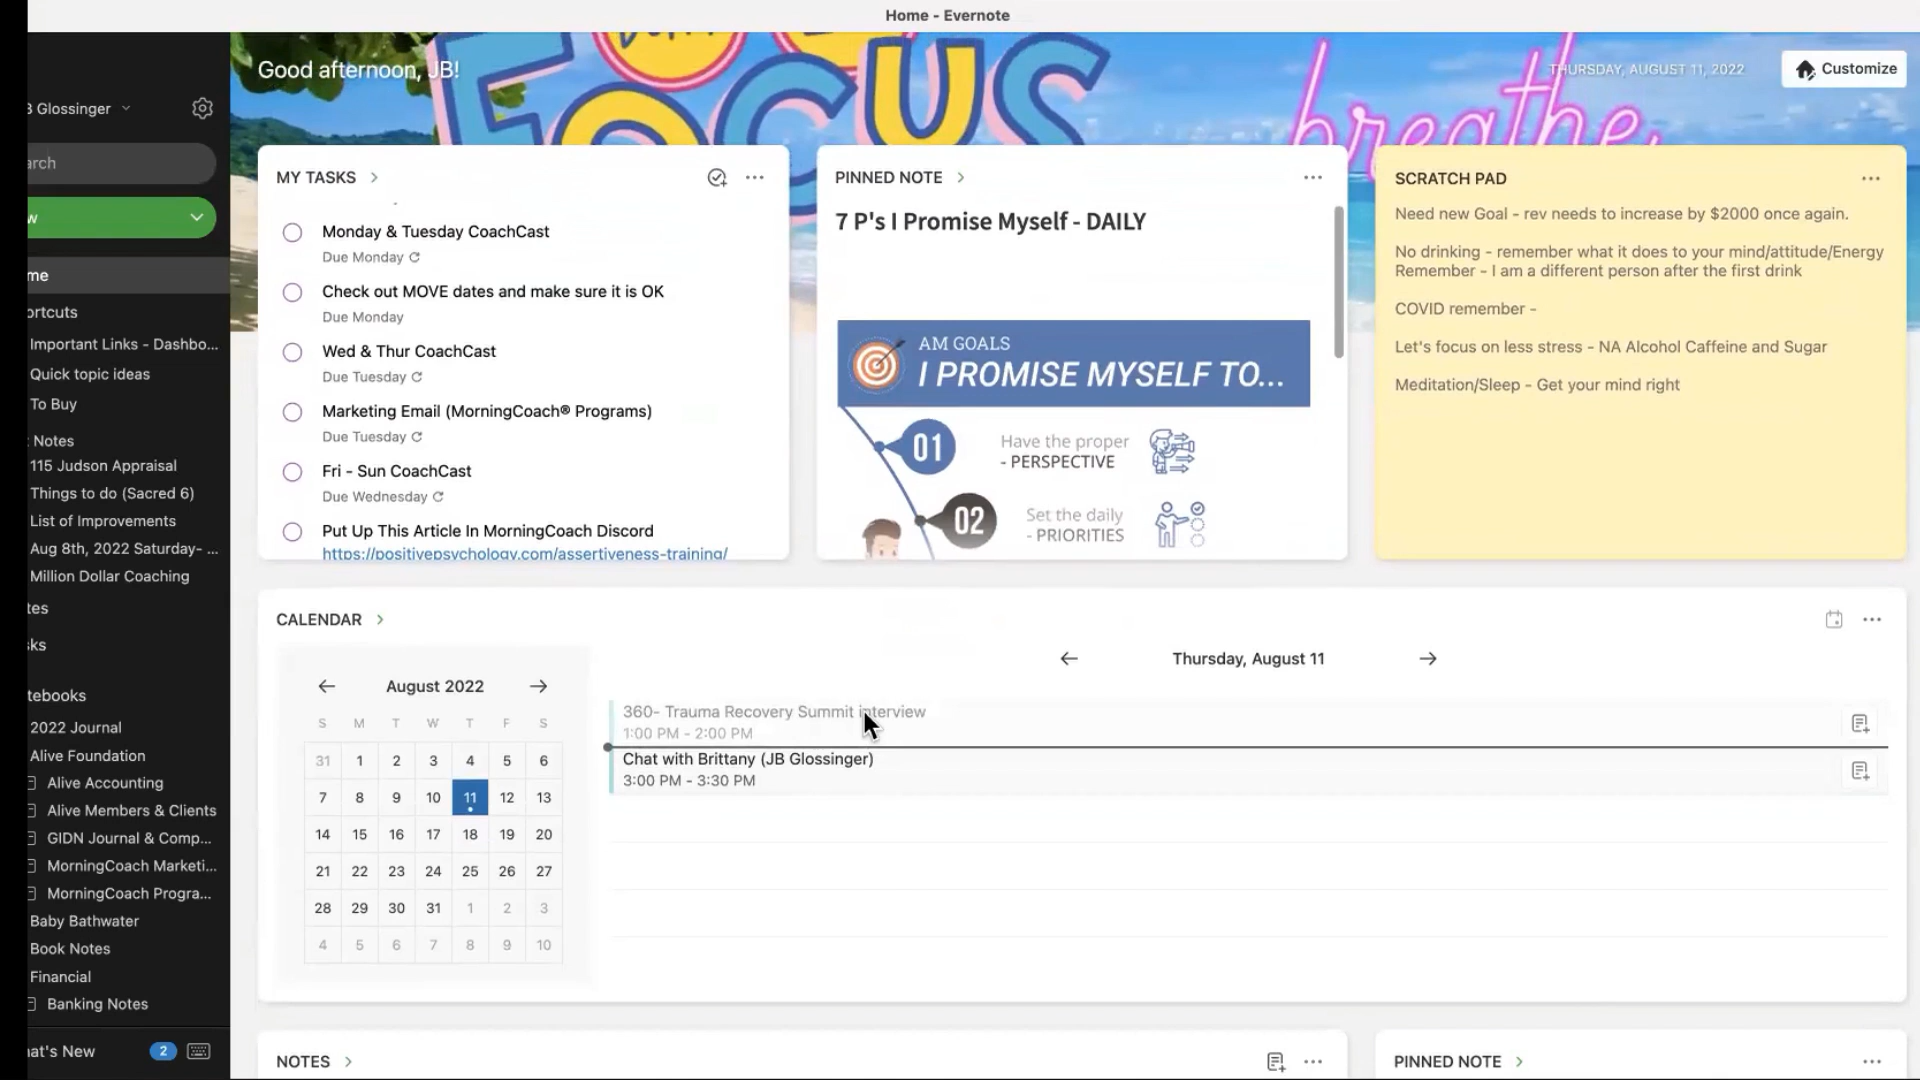 Home - Evernote
Good afternoon, JB!
FOCUS
breathe
THURSDAY, AUGUST 11, 2022
Customize
B Glossinger
arch
w
me
ortcuts
Important Links - Dashbo...
Quick topic ideas
To Buy
Notes
115 Judson Appraisal
Things to do (Sacred 6)
List of Improvements
Aug 8th, 2022 Saturday- ...
Million Dollar Coaching
tes
sks
tebooks
2022 Journal
Alive Foundation
Alive Accounting
Alive Members & Clients
GIDN Journal & Comp...
MorningCoach Marketi...
MorningCoach Progra...
Baby Bathwater
Book Notes
Financial
Banking Notes
hat's New
2
MY TASKS
Monday & Tuesday CoachCast
Due Monday
Check out MOVE dates and make sure it is OK
Due Monday
Wed & Thur CoachCast
Due Tuesday
Marketing Email (MorningCoach® Programs)
Due Tuesday
Fri - Sun CoachCast
Due Wednesday
Put Up This Article In MorningCoach Discord
https://positivepsychology.com/assertiveness-training/
PINNED NOTE
7 P's I Promise Myself - DAILY
AM GOALS
I PROMISE MYSELF TO...
01
Have the proper
- PERSPECTIVE
02
Set the daily
- PRIORITIES
SCRATCH PAD
Need new Goal - rev needs to increase by $2000 once again.
No drinking - remember what it does to your mind/attitude/Energy
Remember - I am a different person after the first drink
COVID remember -
Let's focus on less stress - NA Alcohol Caffeine and Sugar
Meditation/Sleep - Get your mind right
CALENDAR
August 2022
S M T W T F S
31 1 2 3 4 5 6
7 8 9 10 11 12 13
14 15 16 17 18 19 20
21 22 23 24 25 26 27
28 29 30 31 1 2 3
4 5 6 7 8 9 10
Thursday, August 11
360- Trauma Recovery Summit interview
1:00 PM - 2:00 PM
Chat with Brittany (JB Glossinger)
3:00 PM - 3:30 PM
NOTES
PINNED NOTE